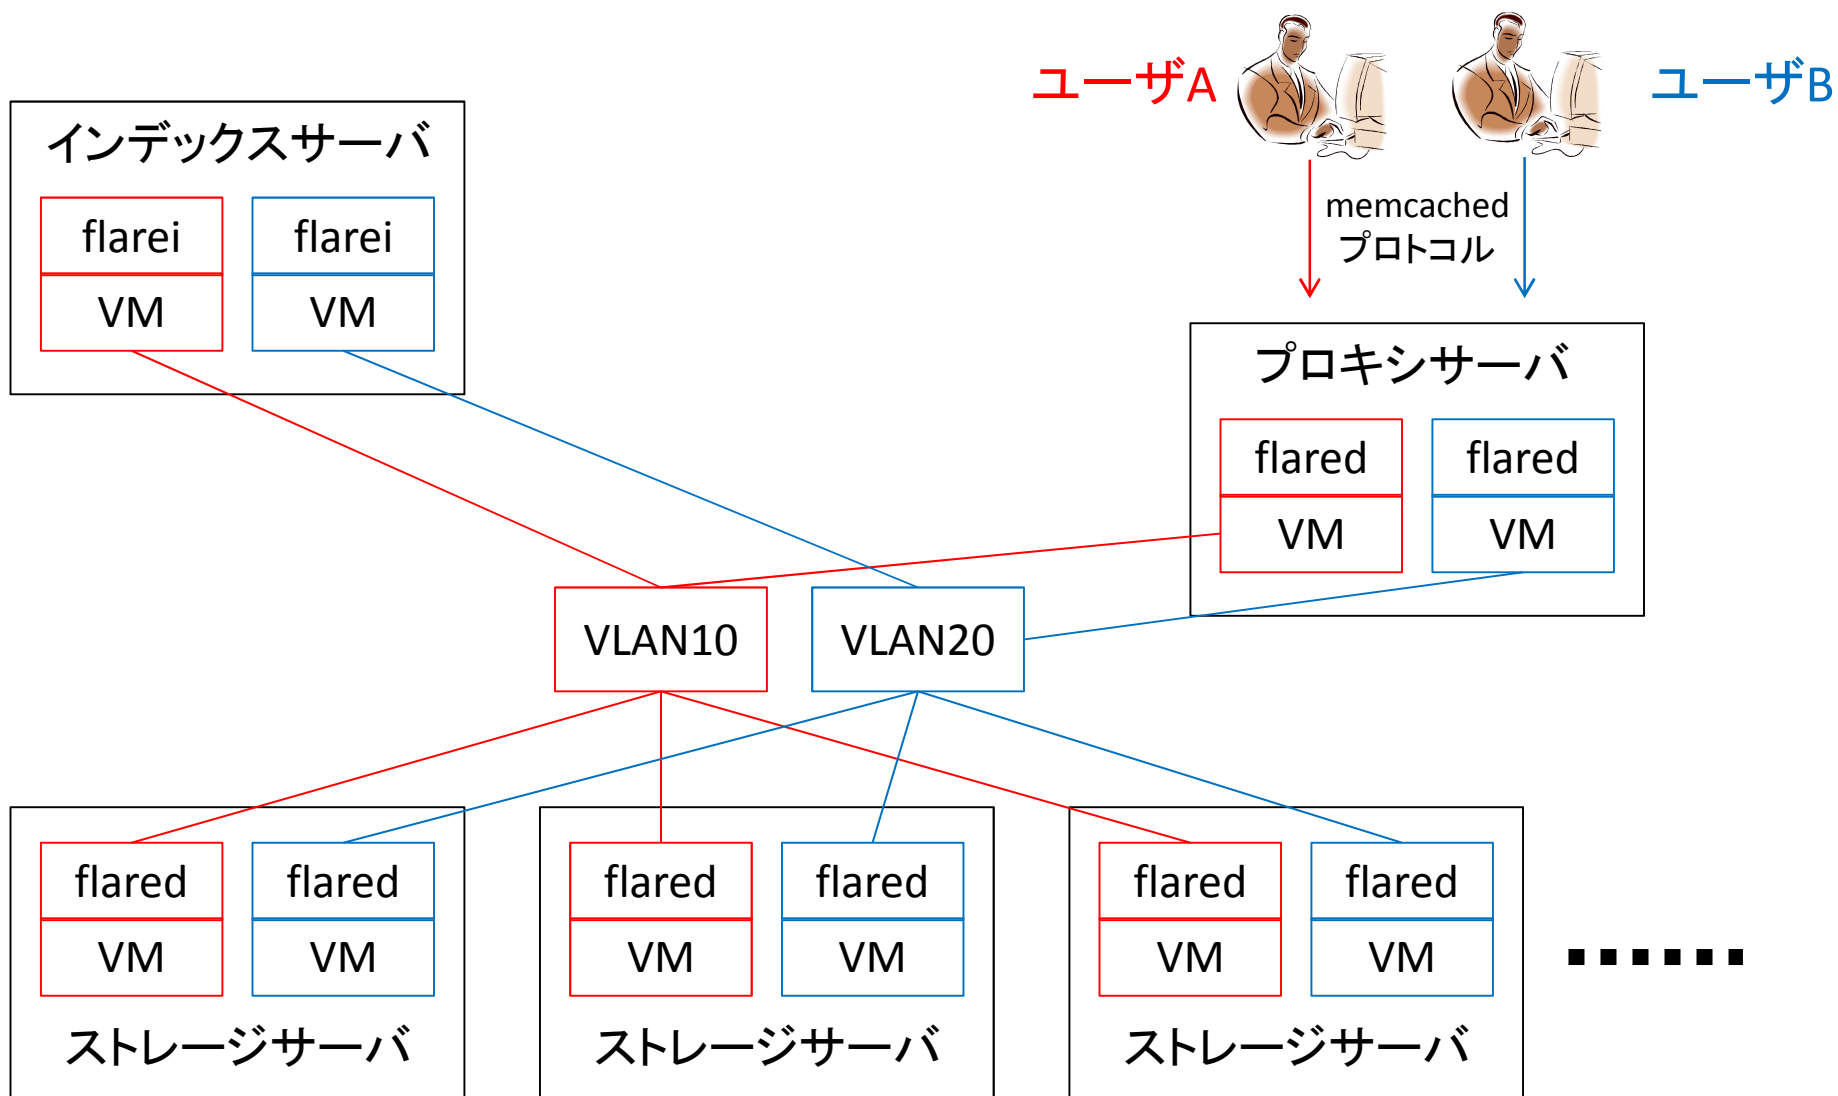 ユーザA
ユーザB
インデックスサーバ
flarei
flarei
VM
VM
memcached
プロトコル
プロキシサーバ
flared
flared
VM
VM
VLAN10
VLAN20
flared
flared
VM
VM
ストレージサーバ
flared
flared
VM
VM
ストレージサーバ
flared
flared
VM
VM
ストレージサーバ
……